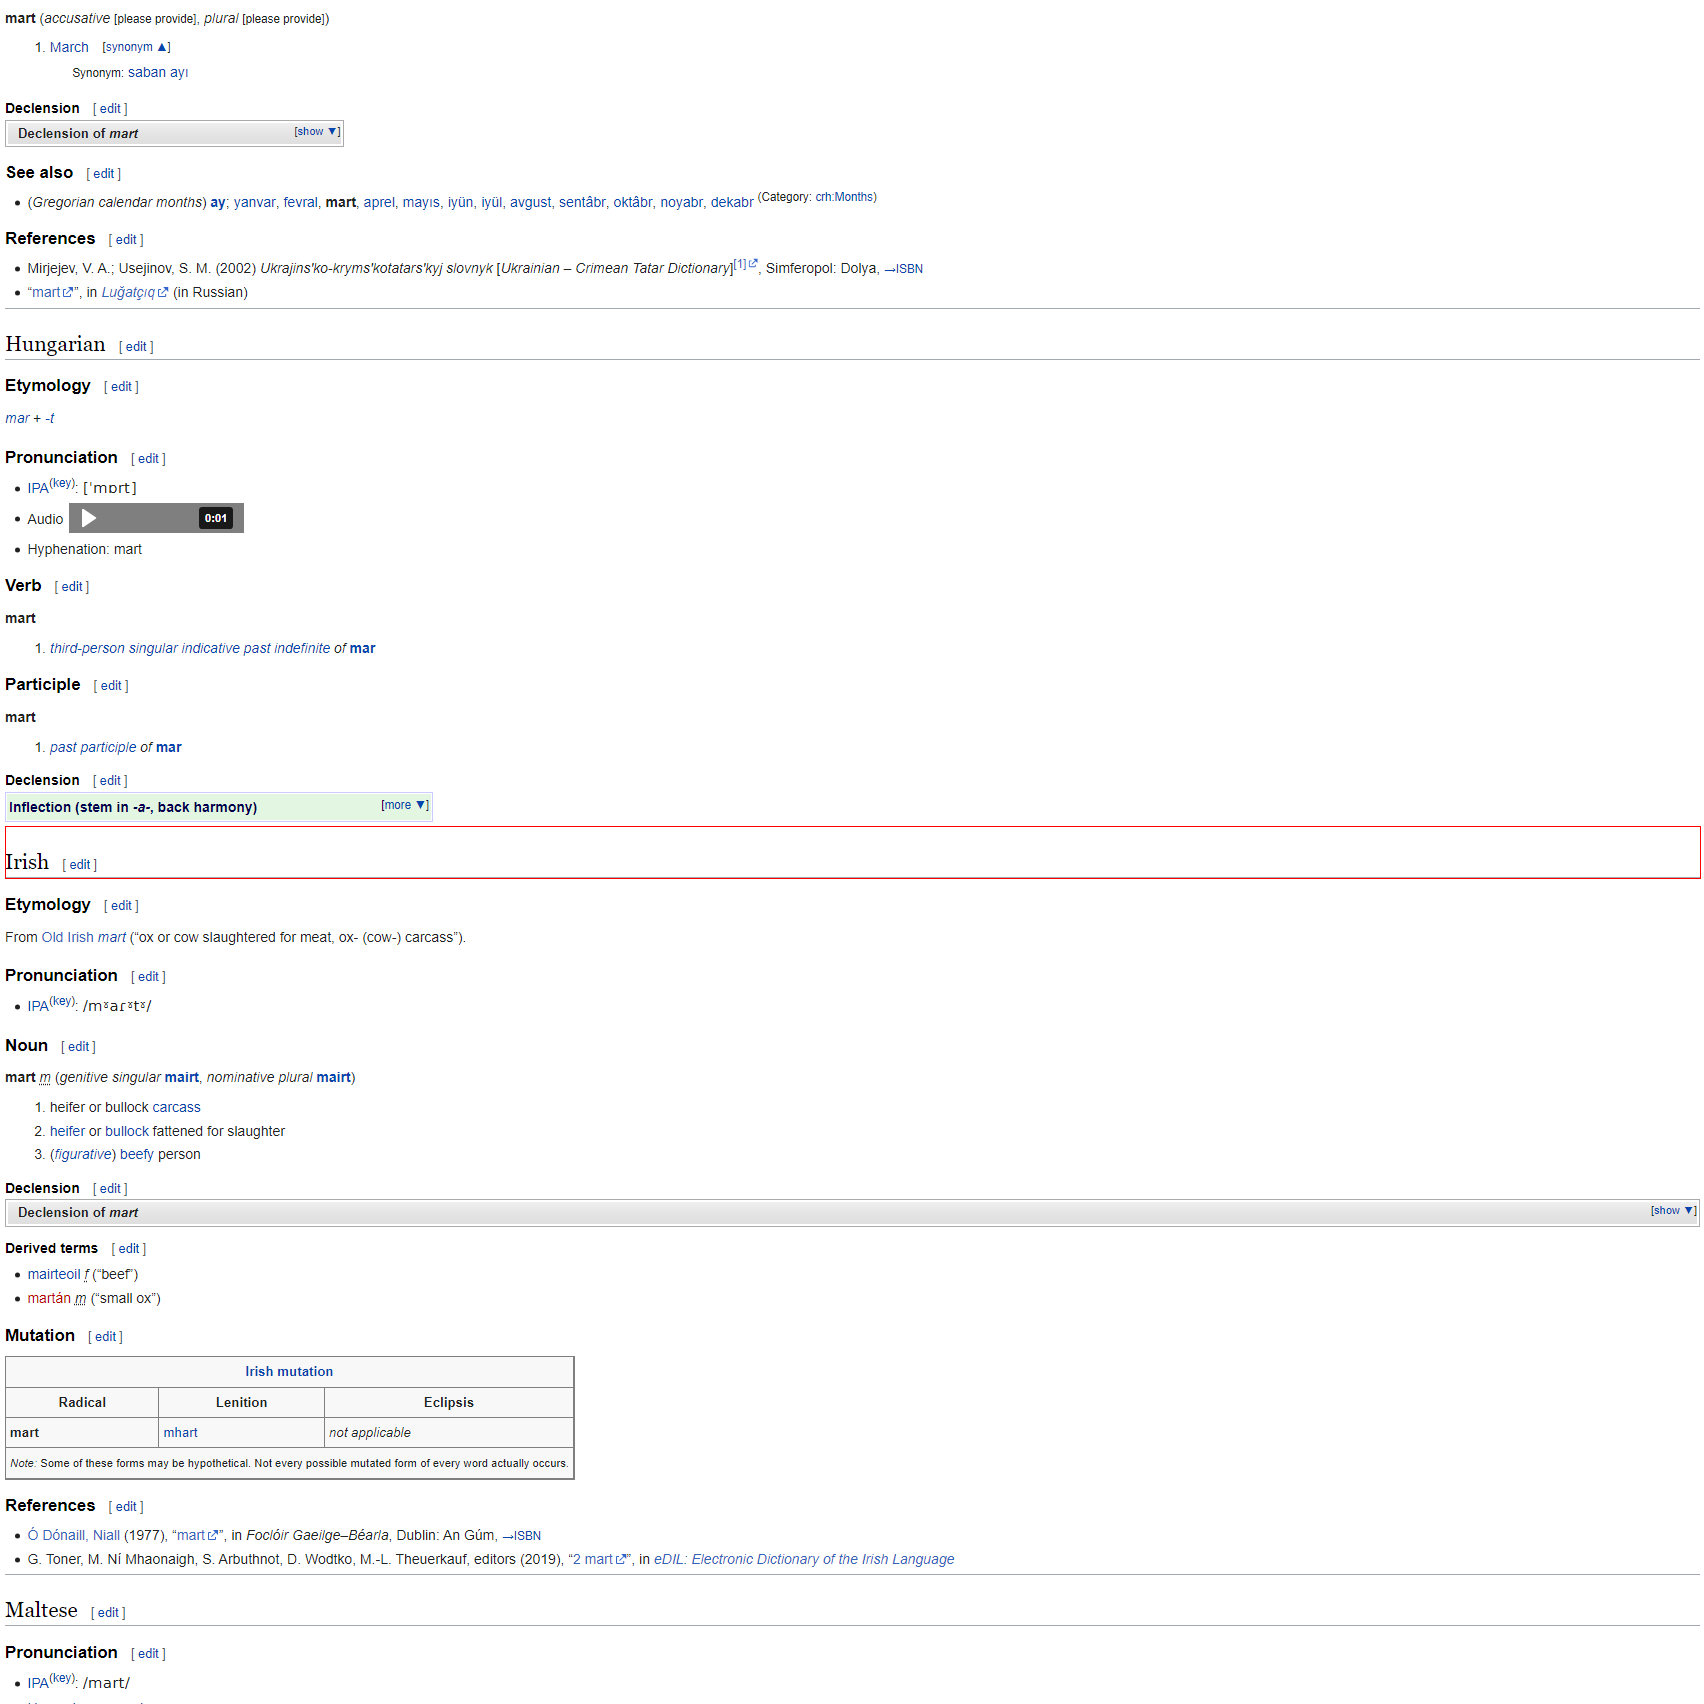 mart (accusative [please provide], plural [please provide])
1. March [synonym ▲]
Synonym: saban ayı
Declension [ edit ]
Declension of mart [show ▼]
See also [ edit ]
• (Gregorian calendar months) ay; yanvar, fevral, mart, aprel, mayıs, iyün, iyül, avgust, sentâbr, oktâbr, noyabr, dekabr (Category: crh:Months)
References [ edit ]
• Mirjejev, V. A.; Usejinov, S. M. (2002) Ukrajinsʹko-krymsʹkotatarsʹkyj slovnyk [Ukrainian – Crimean Tatar Dictionary][1], Simferopol: Dolya, →ISBN
• “mart”, in Luğatçıq (in Russian)
Hungarian [ edit ]
Etymology [ edit ]
mar + -t
Pronunciation [ edit ]
• IPA(key): [ˈmɒrt]
• Audio 0:01
• Hyphenation: mart
Verb [ edit ]
mart
1. third-person singular indicative past indefinite of mar
Participle [ edit ]
mart
1. past participle of mar
Declension [ edit ]
Inflection (stem in -a-, back harmony) [more ▼]
Irish [ edit ]
Etymology [ edit ]
From Old Irish mart (“ox or cow slaughtered for meat, ox- (cow-) carcass”).
Pronunciation [ edit ]
• IPA(key): /mˠaɾˠtˠ/
Noun [ edit ]
mart m (genitive singular mairt, nominative plural mairt)
1. heifer or bullock carcass
2. heifer or bullock fattened for slaughter
3. (figurative) beefy person
Declension [ edit ]
Declension of mart [show ▼]
Derived terms [ edit ]
• mairteoil f (“beef”)
• martán m (“small ox”)
Mutation [ edit ]
Irish mutation
Radical Lenition Eclipsis
mart mhart not applicable
Note: Some of these forms may be hypothetical. Not every possible mutated form of every word actually occurs.
References [ edit ]
• Ó Dónaill, Niall (1977), “mart”, in Foclóir Gaeilge–Béarla, Dublin: An Gúm, →ISBN
• G. Toner, M. Ní Mhaonaigh, S. Arbuthnot, D. Wodtko, M.-L. Theuerkauf, editors (2019), “2 mart”, in eDIL: Electronic Dictionary of the Irish Language
Maltese [ edit ]
Pronunciation [ edit ]
• IPA(key): /mart/